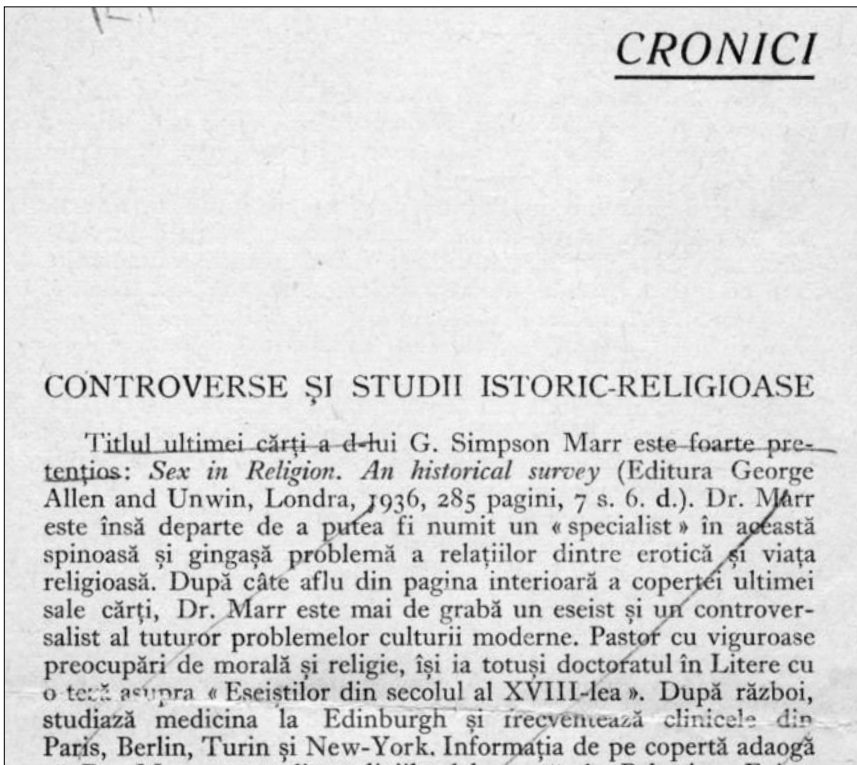 CRONICI
CONTROVERSE ȘI STUDII ISTORIC-RELIGIOASE
Titlul ultimei cărți a d-lui G. Simpson Marr este foarte pre-
tențios: Sex in Religion. An historical survey (Editura George
Allen and Unwin, Londra, 1936, 285 pagini, 7 s. 6. d.). Dr. Marr
este însă departe de a putea fi numit un « specialist » în această
spinoasă și gingașă problemă a relațiilor dintre erotică și viața
religioasă. După câte aflu din pagina interioară a copertei ultimei
sale cărți, Dr. Marr este mai de grabă un eseist și un controver-
salist al tuturor problemelor culturii moderne. Pastor cu viguroase
preocupări de morală și religie, își ia totuși doctoratul în Litere cu
o teză asupra « Eseiștilor din secolul al XVIII-lea ». După război,
studiază medicina la Edinburgh și frecventează clinicele din
Paris, Berlin, Turin și New-York. Informația de pe copertă adaogă